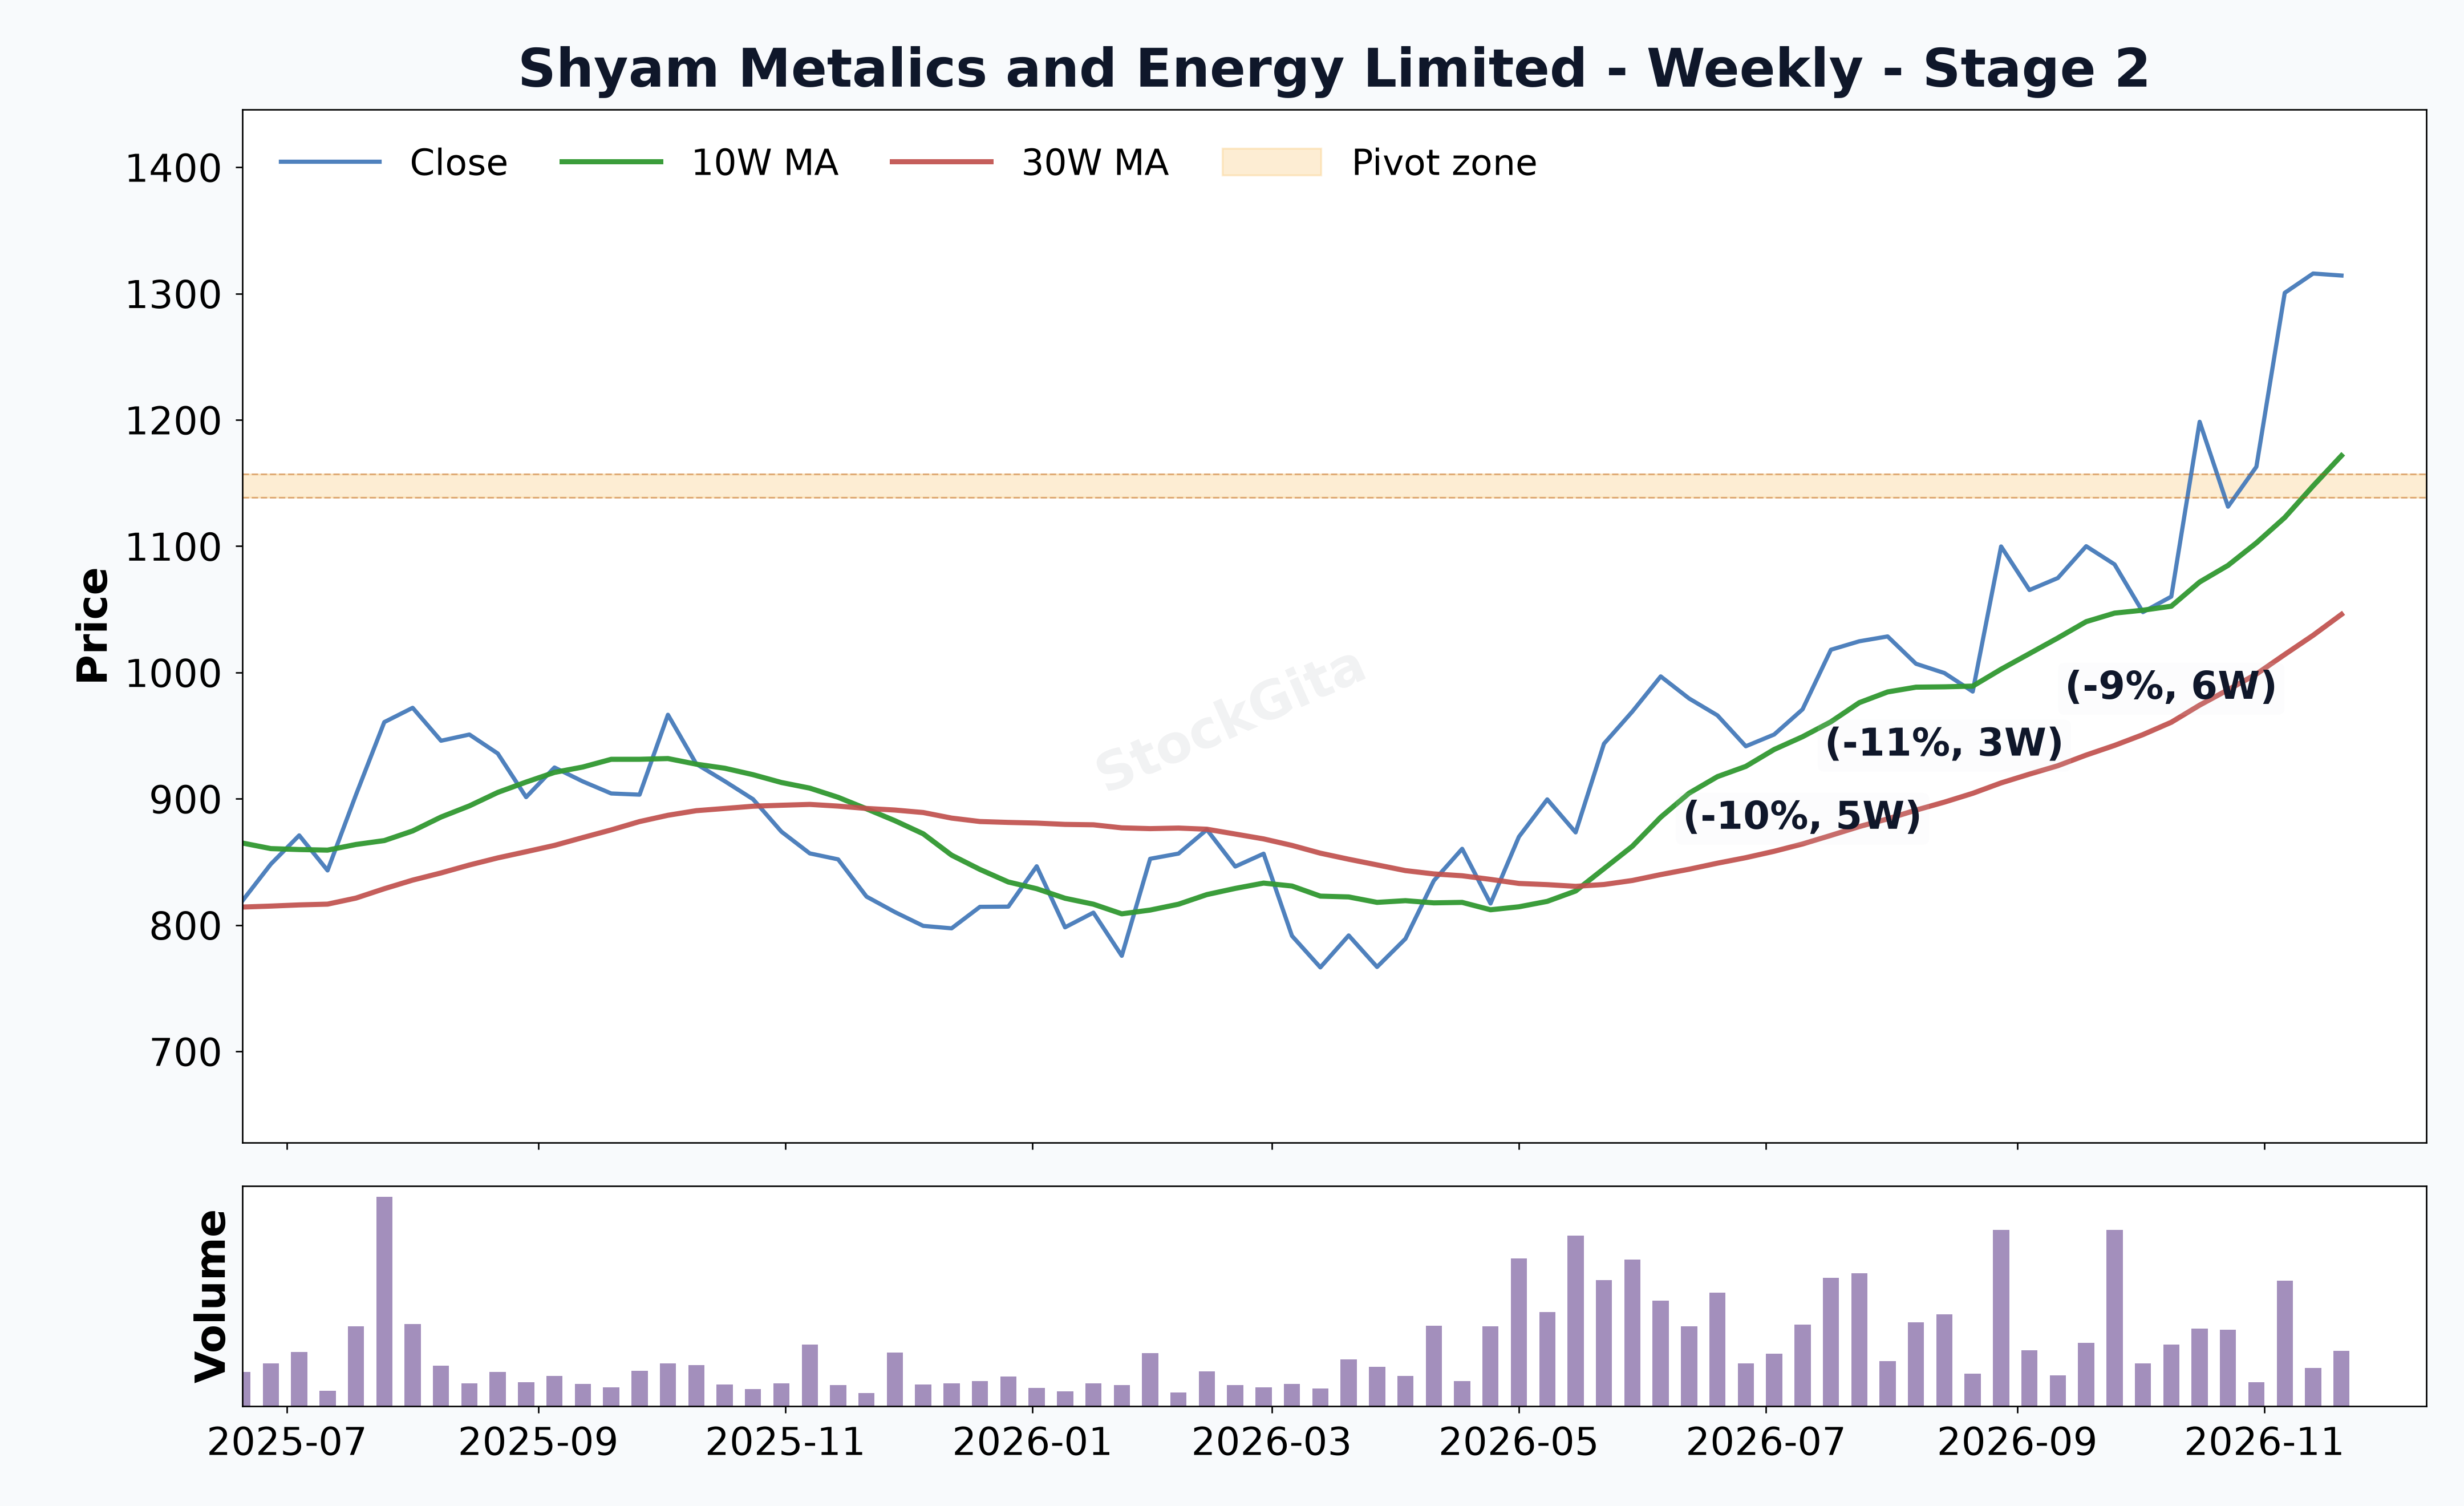 Shyam Metalics and Energy Limited - Weekly - Stage 2
Close 10W MA 30W MA Pivot zone
1400
1300
1200
1100
1000
900
800
700
Price
StockGita
(-9%, 6W)
(-11%, 3W)
(-10%, 5W)
Volume
2025-07 2025-09 2025-11 2026-01 2026-03 2026-05 2026-07 2026-09 2026-11